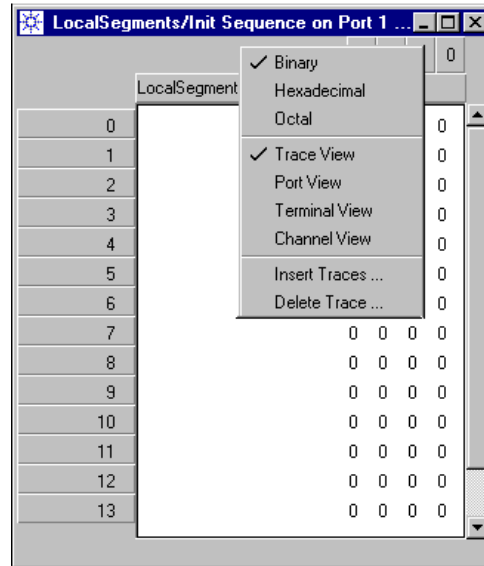 LocalSegments/Init Sequence on Port 1 ...
0
LocalSegment
Binary
Hexadecimal
Octal
Trace View
Port View
Terminal View
Channel View
Insert Traces ...
Delete Trace ...
0 0
1 0
2 0
3 0
4 0
5 0
6 0
7 0 0 0 0
8 0 0 0 0
9 0 0 0 0
10 0 0 0 0
11 0 0 0 0
12 0 0 0 0
13 0 0 0 0